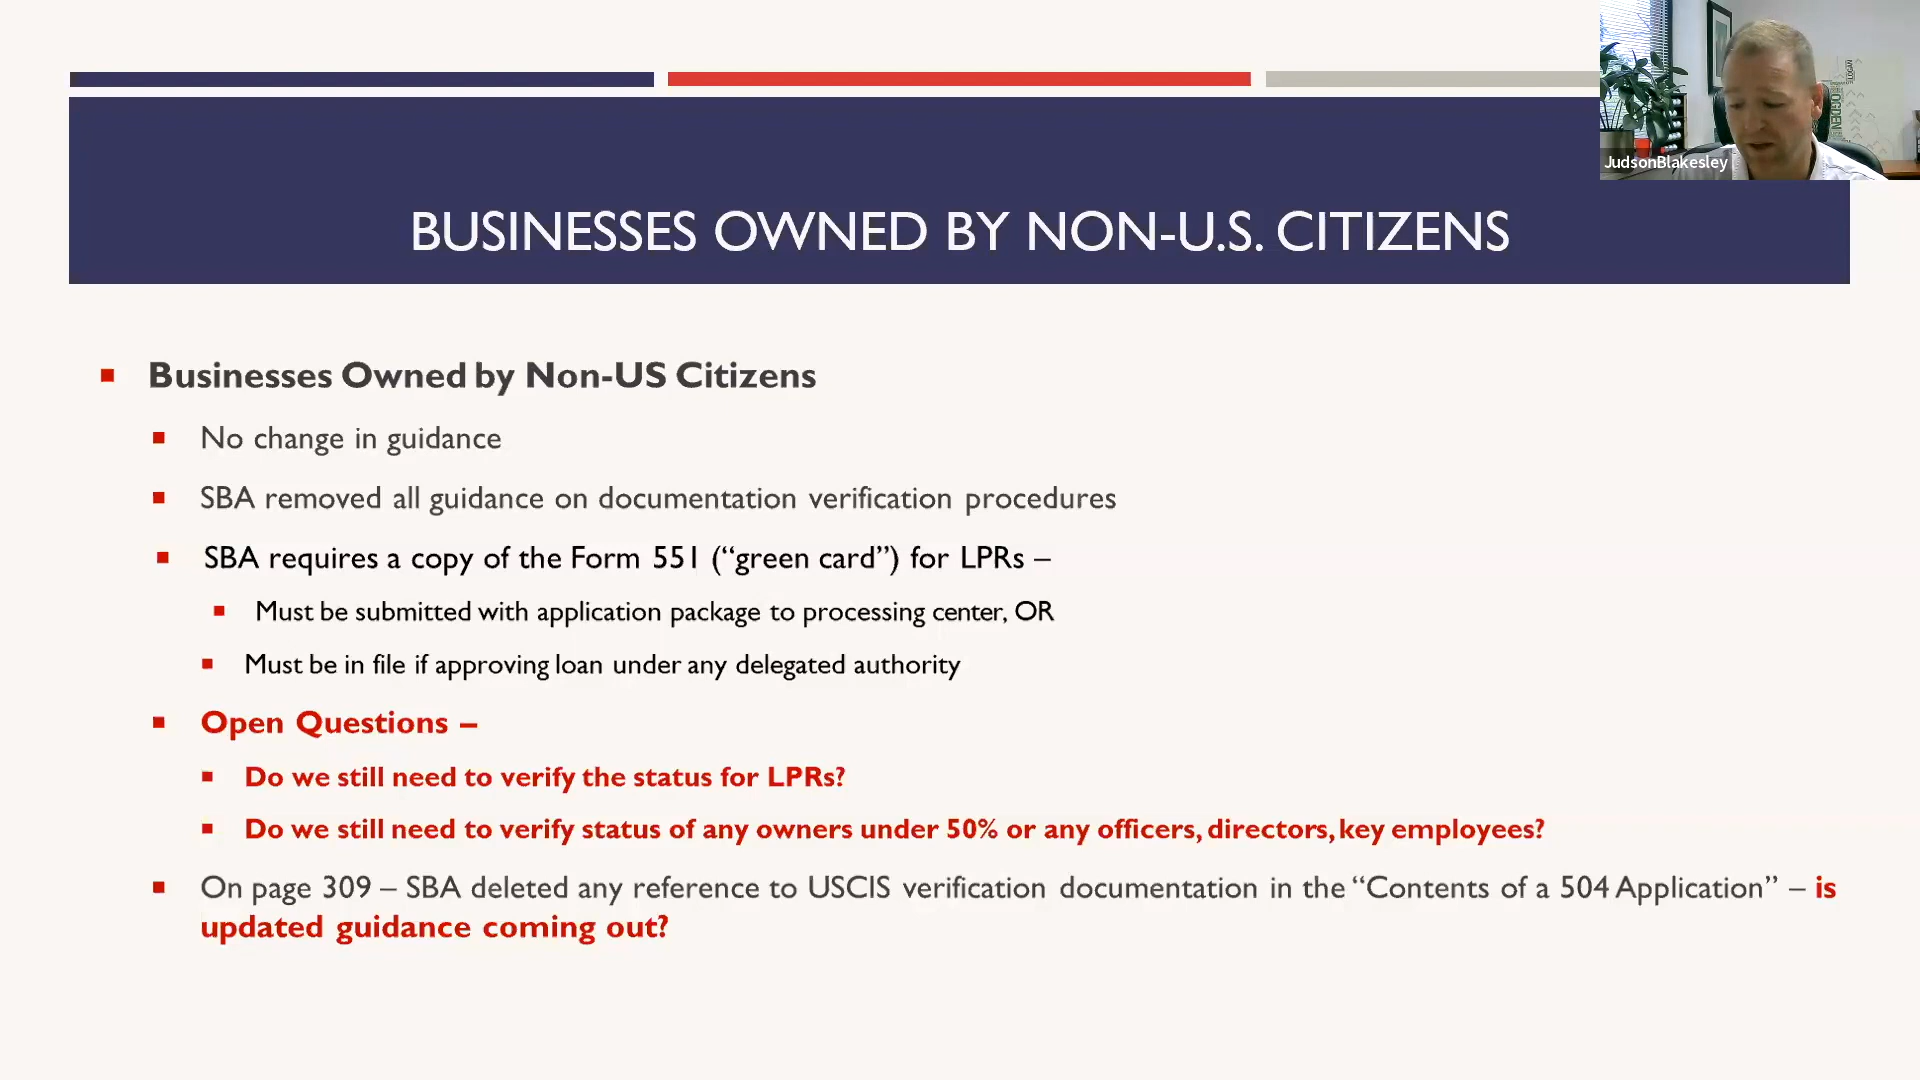 JudsonBlakesley
BUSINESSES OWNED BY NON-U.S. CITIZENS
Businesses Owned by Non-US Citizens
No change in guidance
SBA removed all guidance on documentation verification procedures
SBA requires a copy of the Form 551 (“green card”) for LPRs –
Must be submitted with application package to processing center, OR
Must be in file if approving loan under any delegated authority
Open Questions –
Do we still need to verify the status for LPRs?
Do we still need to verify status of any owners under 50% or any officers, directors, key employees?
On page 309 – SBA deleted any reference to USCIS verification documentation in the “Contents of a 504 Application” – is
updated guidance coming out?